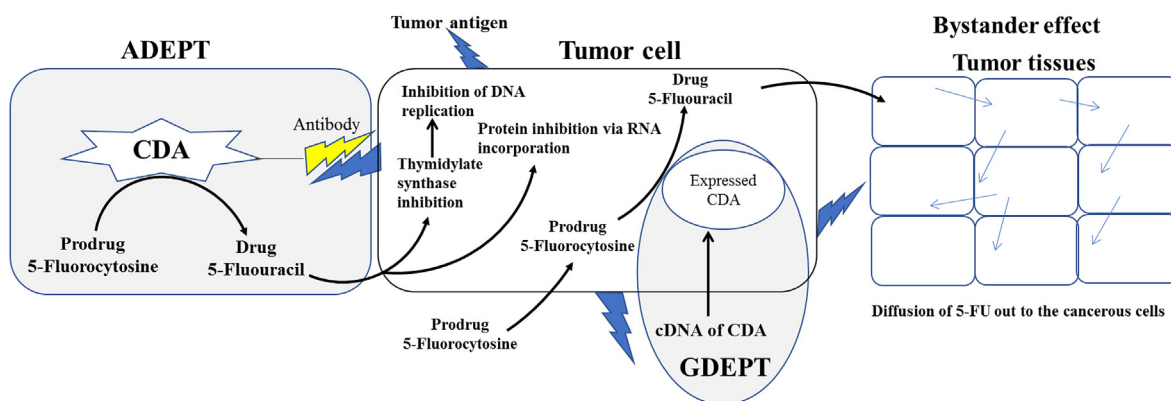 ADEPT
CDA
Antibody
Prodrug
5-Fluorocytosine
Drug
5-Fluouracil
Tumor antigen
Tumor cell
Inhibition of DNA
replication
Thymidylate
synthase
inhibition
Protein inhibition via RNA
incorporation
Drug
5-Fluouracil
Expressed
CDA
Prodrug
5-Fluorocytosine
Prodrug
5-Fluorocytosine
cDNA of CDA
GDEPT
Bystander effect
Tumor tissues
Diffusion of 5-FU out to the cancerous cells